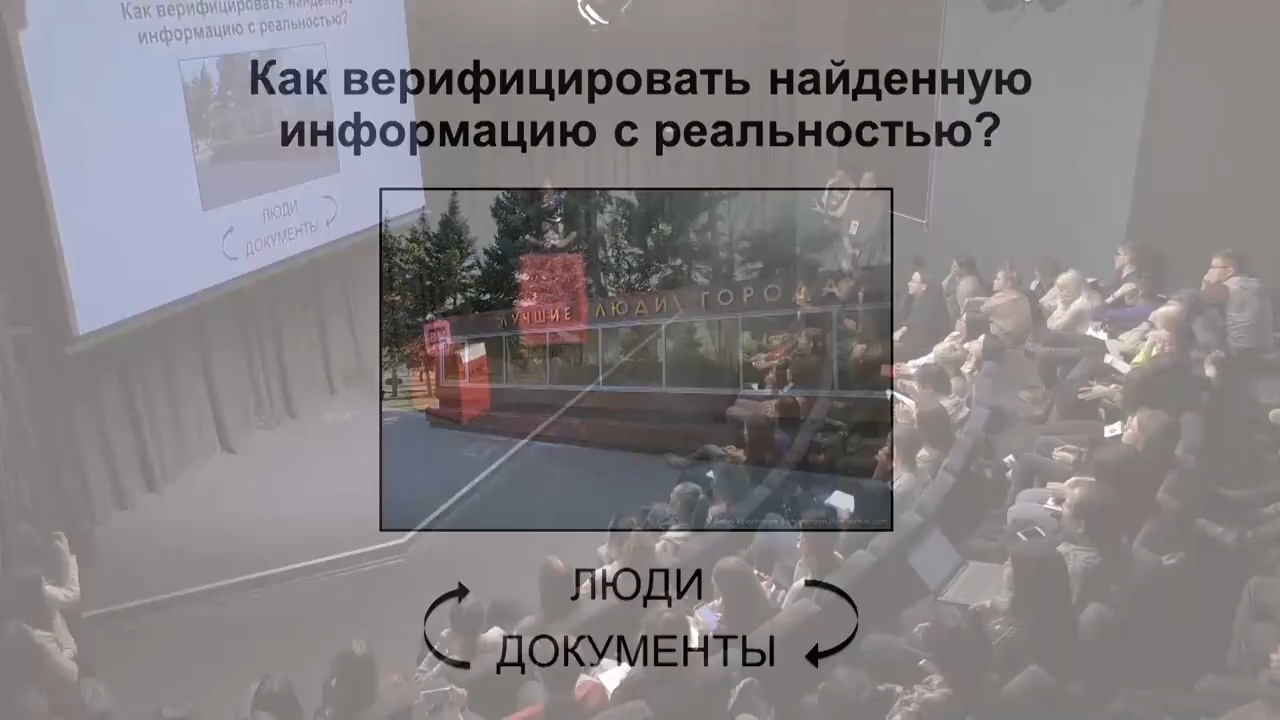 Как верифицировать найденную
информацию с реальностью?
Как верифицировать найденную
информацию с реальностью?
ЛУЧШИЕ ЛЮДИ ГОРОДА
ЛЮДИ
ДОКУМЕНТЫ
ЛЮДИ
ДОКУМЕНТЫ